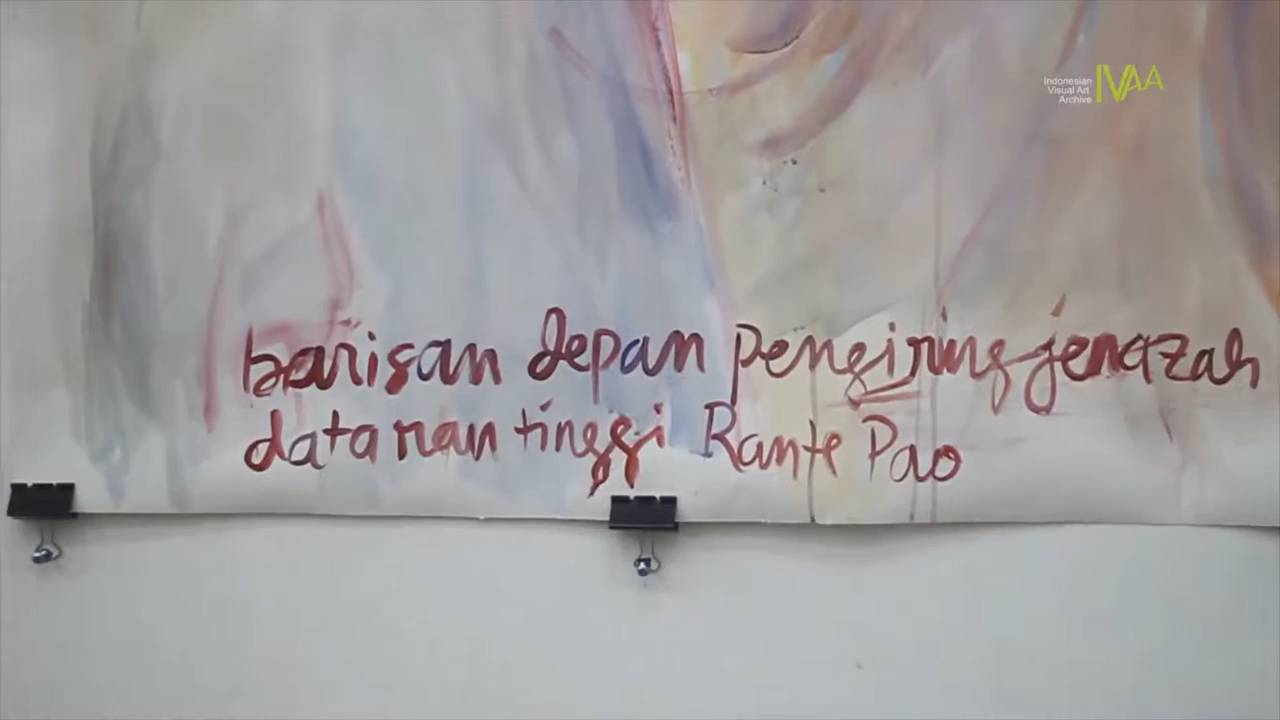 Indonesian
Visual Art
Archive
IVAA
barisan depan pengiring jenazah
dataran tinggi Rante Pao